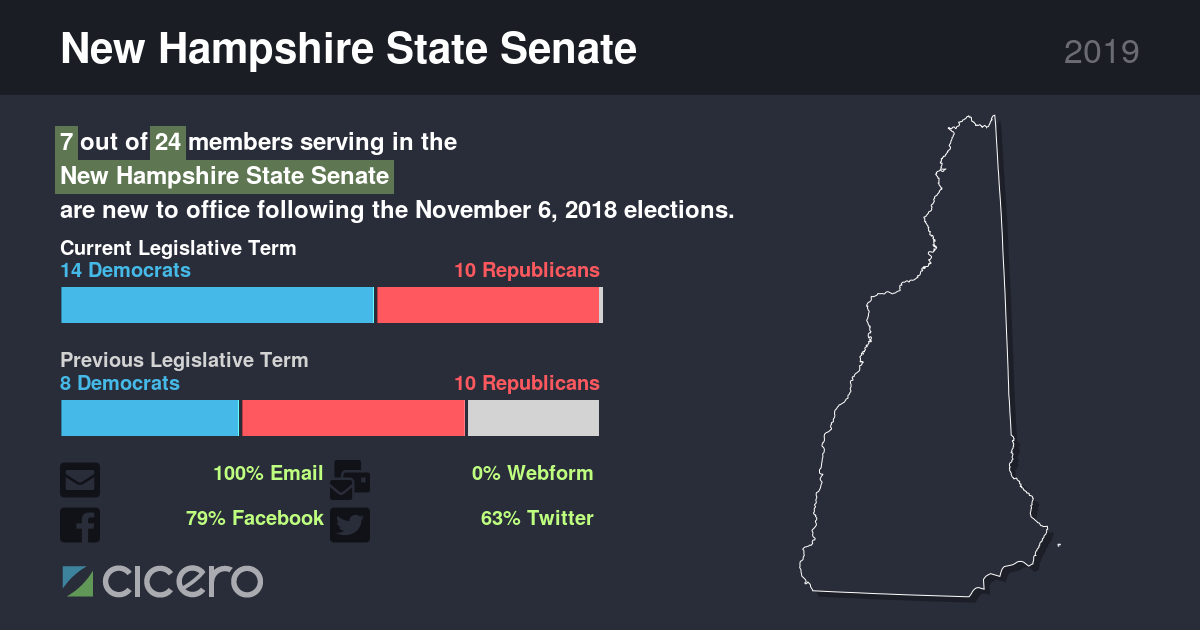 New Hampshire State Senate
2019
7 out of 24 members serving in the
New Hampshire State Senate
are new to office following the November 6, 2018 elections.
Current Legislative Term
14 Democrats 10 Republicans
Previous Legislative Term
8 Democrats 10 Republicans
100% Email 0% Webform
79% Facebook 63% Twitter
cicero